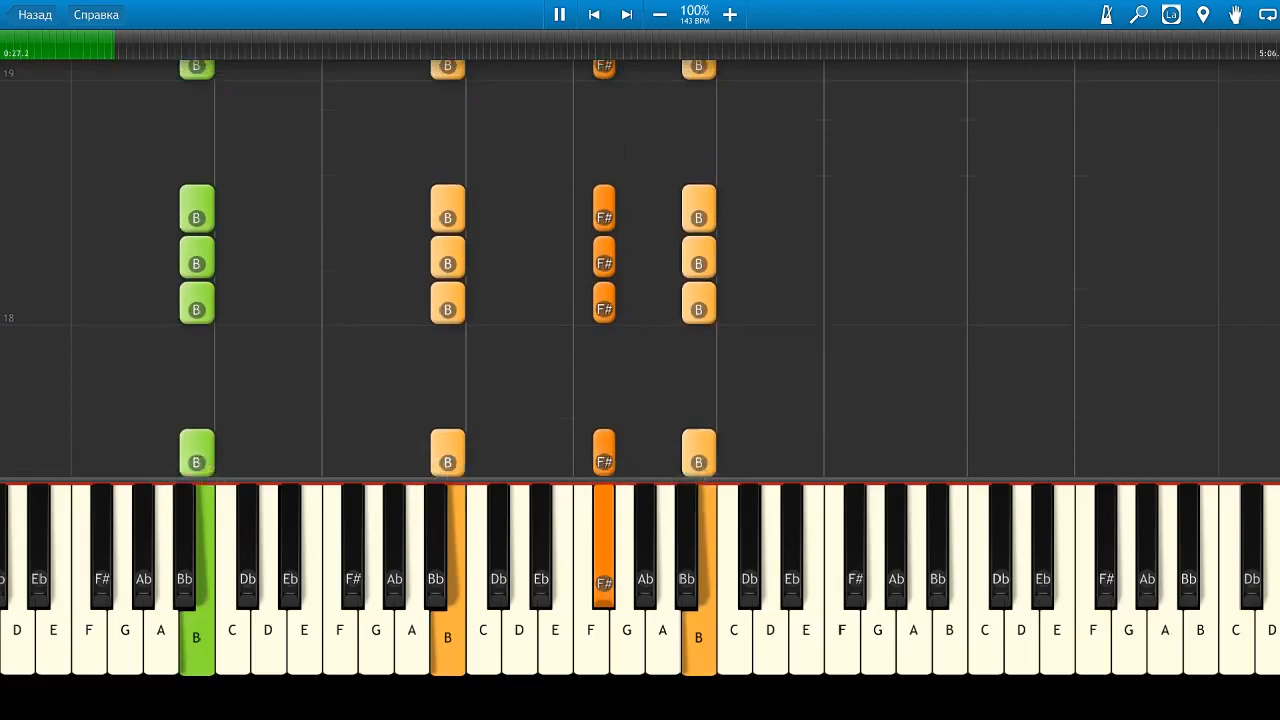 Назад Справка 100% La
143 BPM
0:27.2 5:06.
B B F# B
19
B B F# B
B B F# B
B B F# B
18
B B F# B
Eb F# Ab Bb Db Eb F# Ab Bb Db Eb F# Ab Bb Db Eb F# Ab Bb Db Eb F# Ab Bb Db
D E F G A B C D E F G A B C D E F G A B C D E F G A B C D E F G A B C D